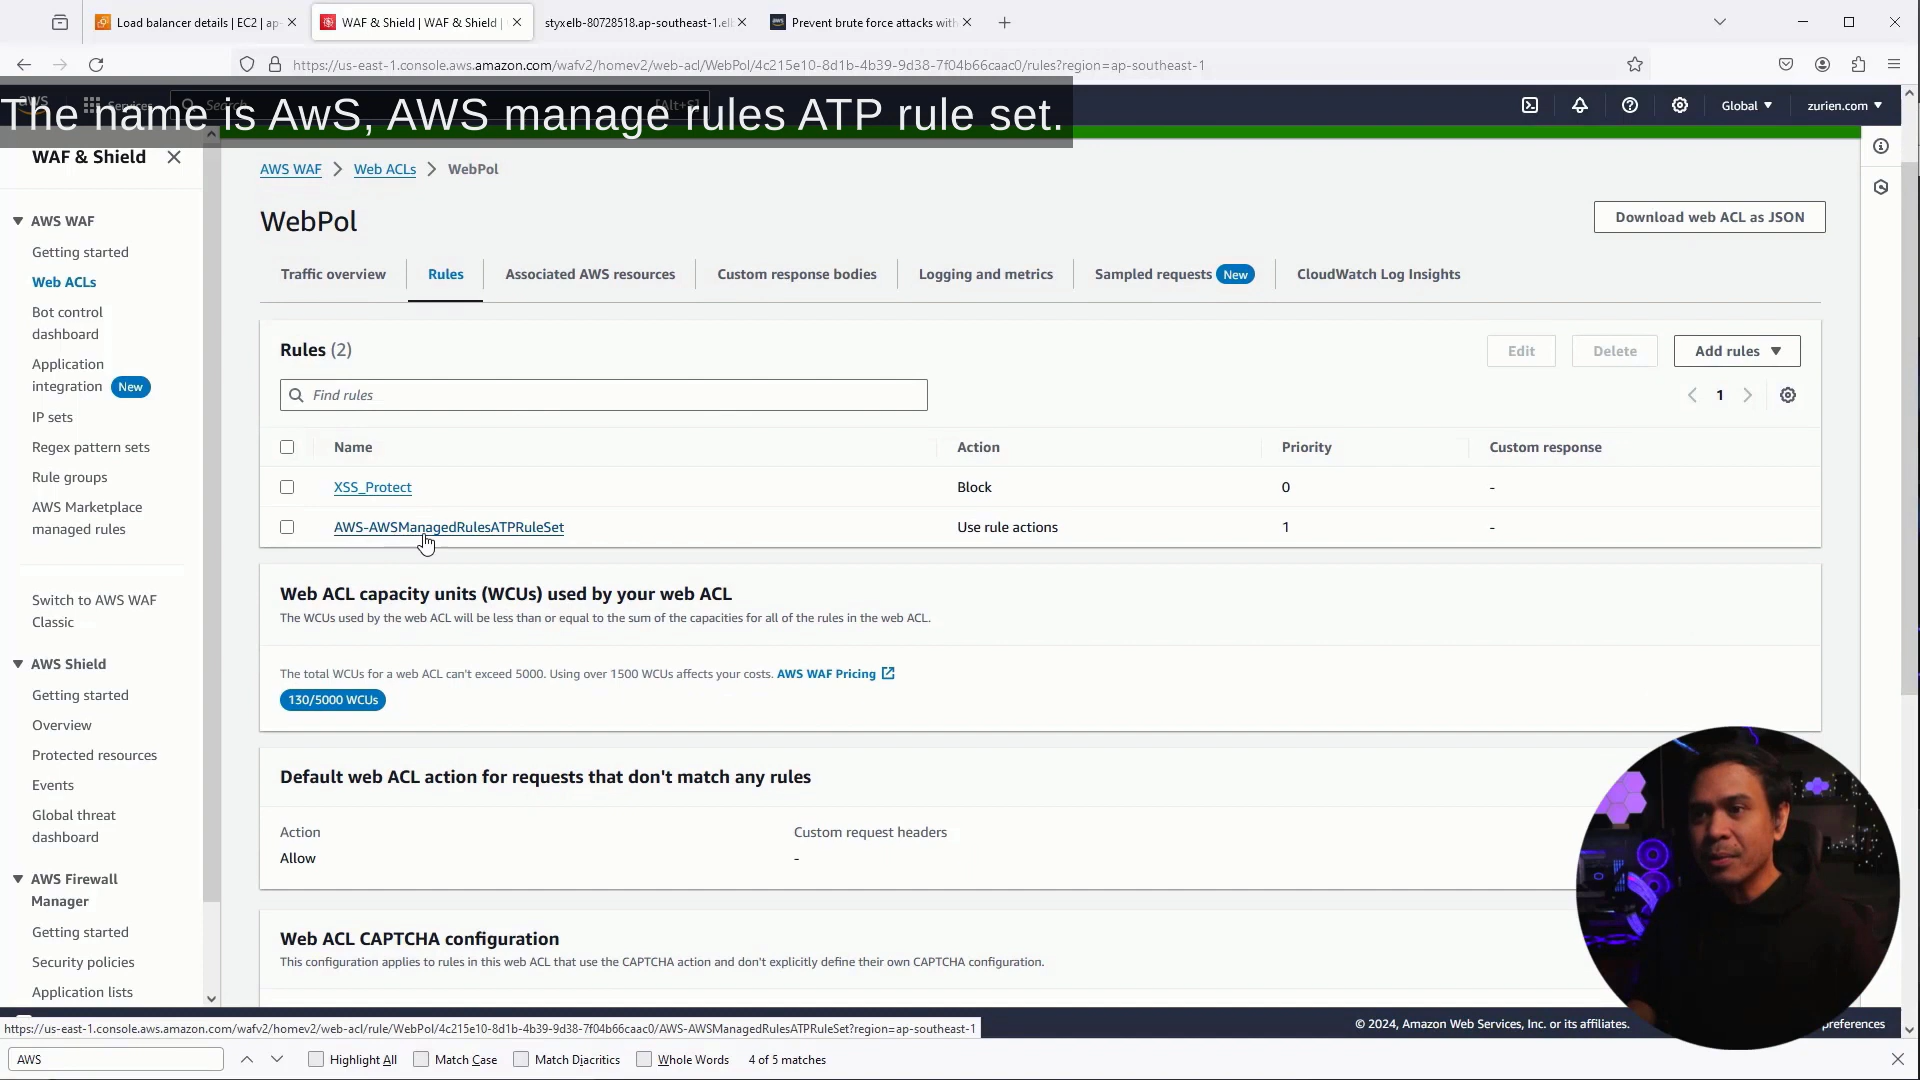 Load balancer details | EC2 | ap-
WAF & Shield | WAF & Shield |
styxelb-80728518.ap-southeast-1.elb
Prevent brute force attacks with
https://us-east-1.console.aws.amazon.com/wafv2/homev2/web-acl/WebPol/4c215e10-8d1b-4b39-9d38-7f04b66caac0/rules?region=ap-southeast-1
aws
Services
Search
[Alt+S]
Global
zurien.com
The name is AwS, AWS manage rules ATP rule set.
WAF & Shield
AWS WAF
Getting started
Web ACLs
Bot control
dashboard
Application
integration New
IP sets
Regex pattern sets
Rule groups
AWS Marketplace
managed rules
Switch to AWS WAF
Classic
AWS Shield
Getting started
Overview
Protected resources
Events
Global threat
dashboard
AWS Firewall
Manager
Getting started
Security policies
Application lists
AWS WAF > Web ACLs > WebPol
WebPol
Download web ACL as JSON
Traffic overview
Rules
Associated AWS resources
Custom response bodies
Logging and metrics
Sampled requests New
CloudWatch Log Insights
Rules (2)
Edit
Delete
Add rules
Find rules
1
Name Action Priority Custom response
XSS_Protect Block 0 -
AWS-AWSManagedRulesATPRuleSet Use rule actions 1 -
Web ACL capacity units (WCUs) used by your web ACL
The WCUs used by the web ACL will be less than or equal to the sum of the capacities for all of the rules in the web ACL.
The total WCUs for a web ACL can't exceed 5000. Using over 1500 WCUs affects your costs. AWS WAF Pricing
130/5000 WCUs
Default web ACL action for requests that don't match any rules
Action Custom request headers
Allow -
Web ACL CAPTCHA configuration
This configuration applies to rules in this web ACL that use the CAPTCHA action and don't explicitly define their own CAPTCHA configuration.
https://us-east-1.console.aws.amazon.com/wafv2/homev2/web-acl/rule/WebPol/4c215e10-8d1b-4b39-9d38-7f04b66caac0/AWS-AWSManagedRulesATPRuleSet?region=ap-southeast-1
© 2024, Amazon Web Services, Inc. or its affiliates.
preferences
AWS
Highlight All
Match Case
Match Diacritics
Whole Words
4 of 5 matches